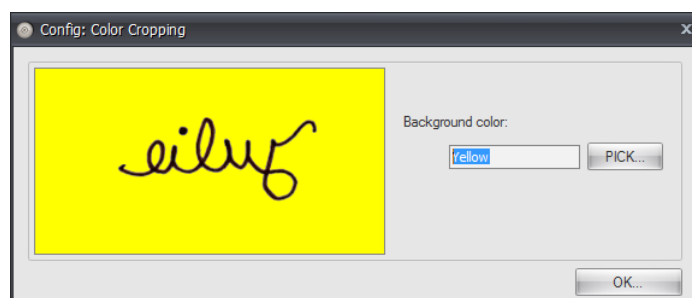 Config: Color Cropping
x
Background color:
Yellow
PICK...
OK...